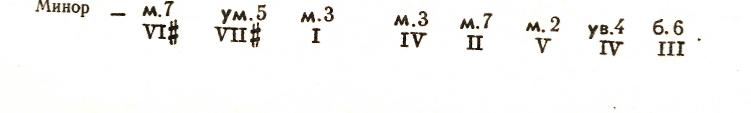 Минор – м.7 ум.5 м.3 м.3 м.7 м.2 ув.4 б.6
VI♯ VII♯ I IV II V IV III .